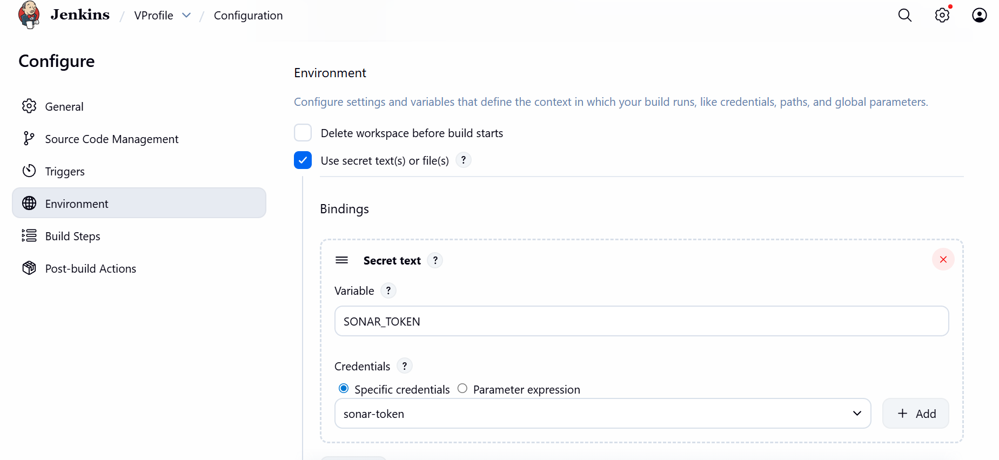 Jenkins / VProfile / Configuration
Configure
General
Source Code Management
Triggers
Environment
Build Steps
Post-build Actions
Environment
Configure settings and variables that define the context in which your build runs, like credentials, paths, and global parameters.
Delete workspace before build starts
Use secret text(s) or file(s) ?
Bindings
Secret text ?
Variable ?
SONAR_TOKEN
Credentials ?
Specific credentials Parameter expression
sonar-token
+ Add